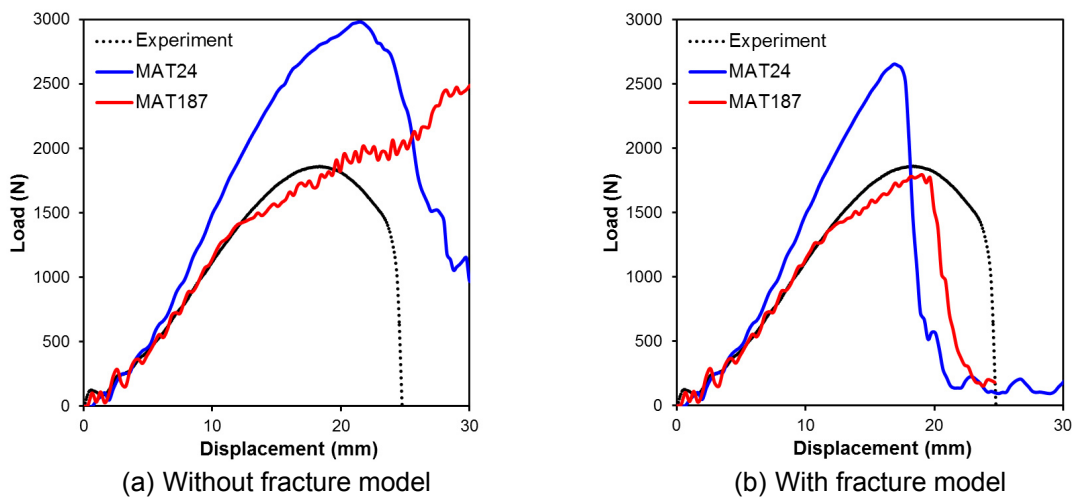 3000
2500
2000
1500
1000
500
0
Load (N)
Experiment
MAT24
MAT187
0 10 20 30
Displacement (mm)
(a) Without fracture model
3000
2500
2000
1500
1000
500
0
Load (N)
Experiment
MAT24
MAT187
0 10 20 30
Displacement (mm)
(b) With fracture model